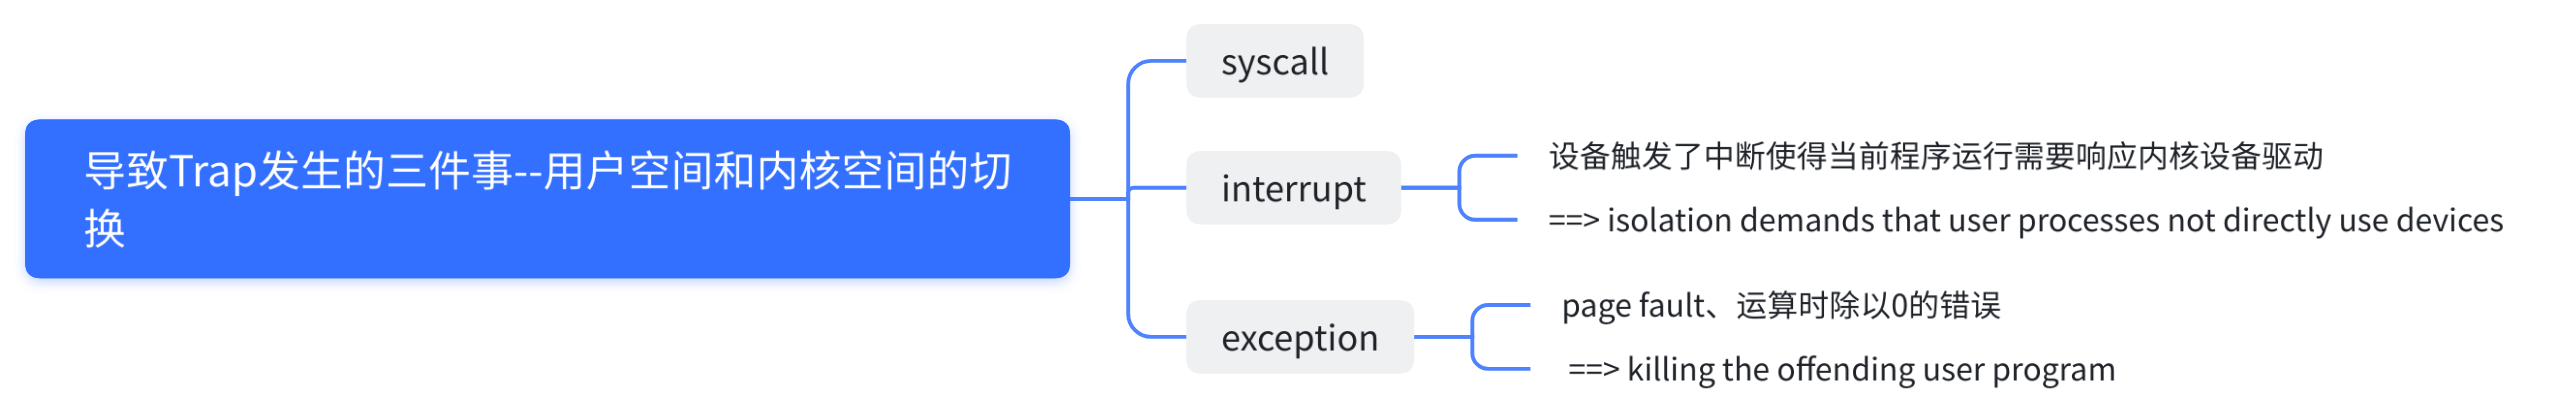 导致Trap发生的三件事--用户空间和内核空间的切
换
syscall
interrupt
设备触发了中断使得当前程序运行需要响应内核设备驱动
==> isolation demands that user processes not directly use devices
exception
page fault、运算时除以0的错误
==> killing the offending user program